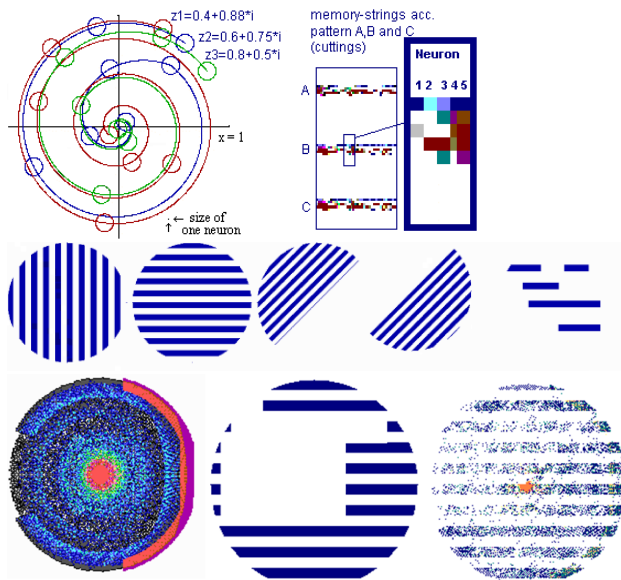 z1=0.4+0.88*i
z2=0.6+0.75*i
z3=0.8+0.5*i
x = 1
← size of
↑ one neuron
memory-strings acc.
pattern A,B and C
(cuttings)
A
B
C
Neuron
1 2 3 4 5